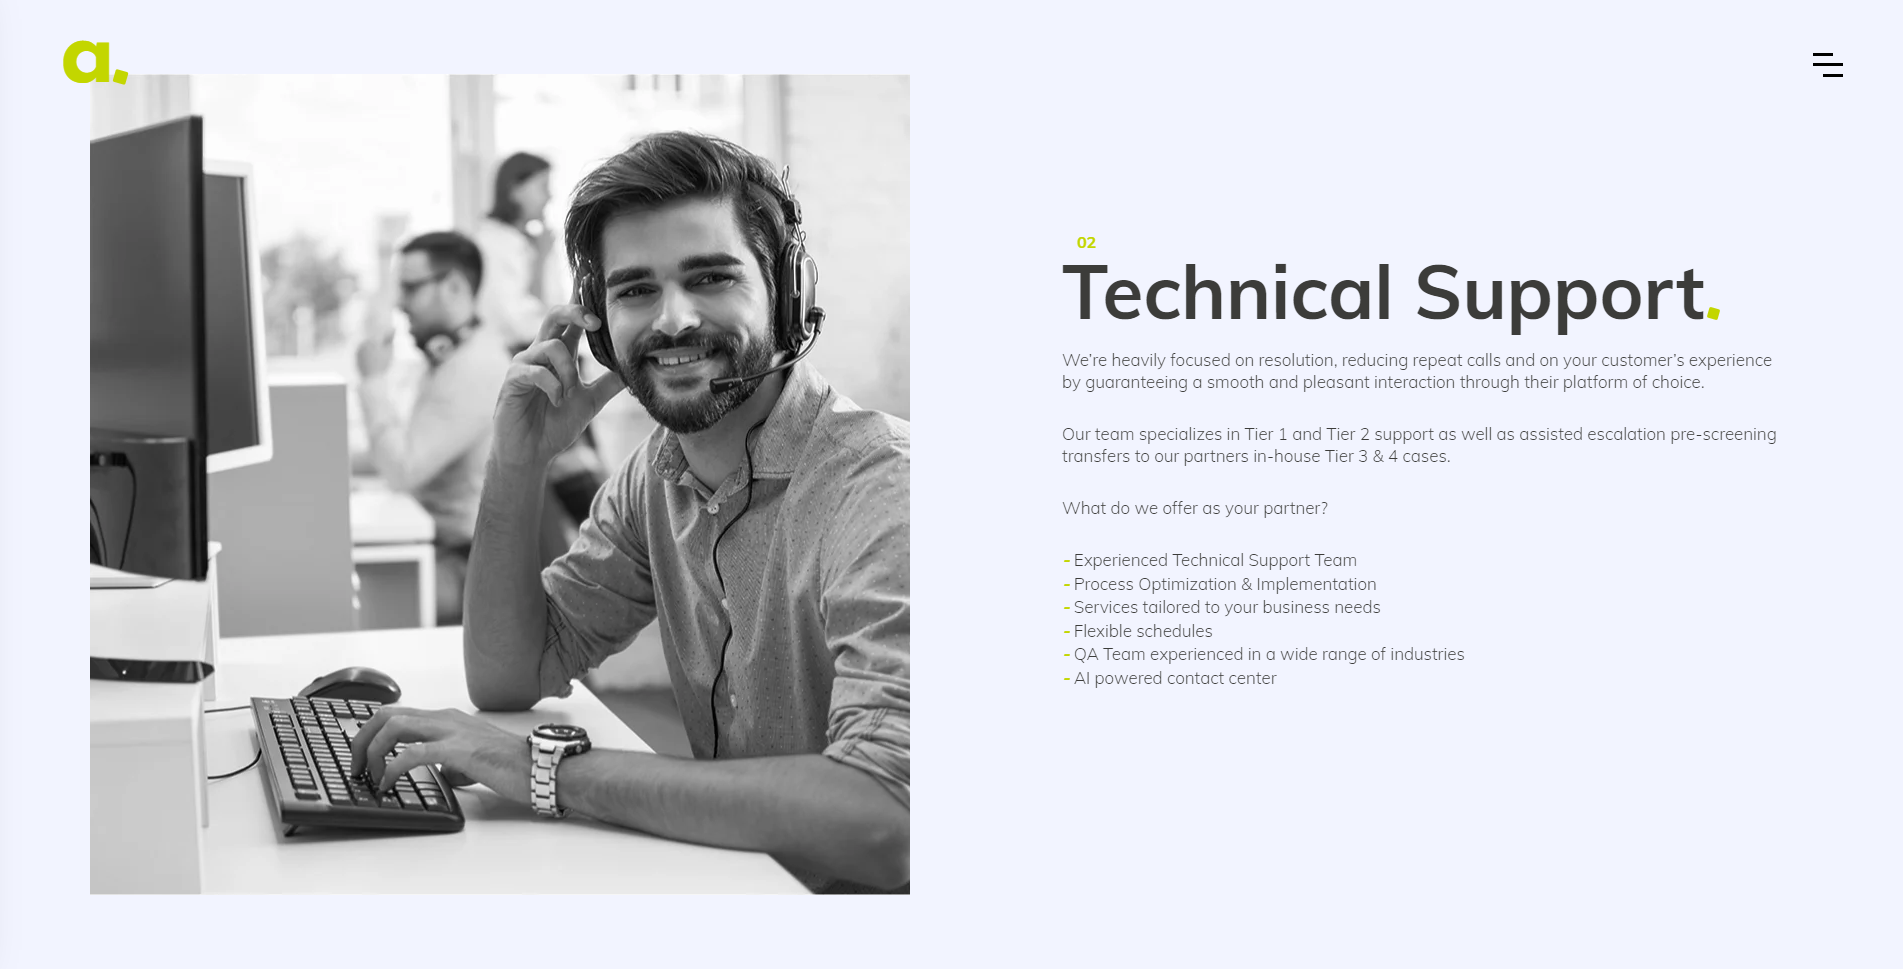 a.
02
Technical Support.
We’re heavily focused on resolution, reducing repeat calls and on your customer’s experience
by guaranteeing a smooth and pleasant interaction through their platform of choice.
Our team specializes in Tier 1 and Tier 2 support as well as assisted escalation pre-screening
transfers to our partners in-house Tier 3 & 4 cases.
What do we offer as your partner?
- Experienced Technical Support Team
- Process Optimization & Implementation
- Services tailored to your business needs
- Flexible schedules
- QA Team experienced in a wide range of industries
- AI powered contact center